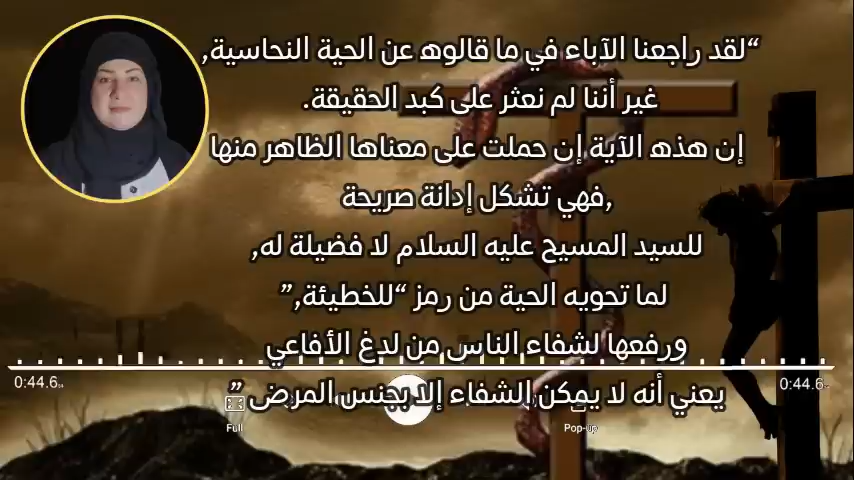 “لقد راجعنا الآباء في ما قالوه عن الحية النحاسية,
غير أننا لم نعثر على كبد الحقيقة.
إن هذه الآية إن حملت على معناها الظاهر منها
,فهي تشكل إدانة صريحة
للسيد المسيح عليه السلام لا فضيلة له,
لما تحويه الحية من رمز “للخطيئة,”
ورفعها لشفاء الناس من لدغ الأفاعي
0:44.6
0:44.6
يعني أنه لا يمكن الشفاء إلا بجنس المرض”
Full
Pop-up